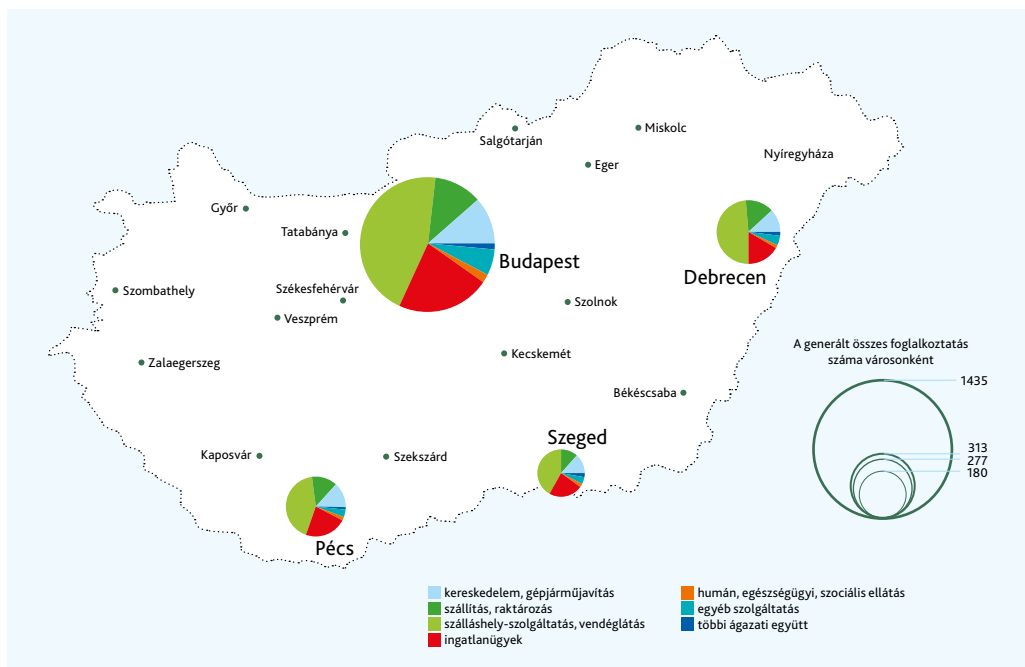 Salgótarján
Miskolc
Nyíregyháza
Eger
Győr
Tatabánya
Budapest
Debrecen
Szombathely
Székesfehérvár
Szolnok
Veszprém
Zalaegerszeg
Kecskemét
Békéscsaba
Szeged
Kaposvár
Szekszárd
Pécs
A generált összes foglalkoztatás
száma városonként
1435
313
277
180
kereskedelem, gépjárműjavítás
szállítás, raktározás
szálláshely-szolgáltatás, vendéglátás
ingatlanügyek
humán, egészségügyi, szociális ellátás
egyéb szolgáltatás
többi ágazati együtt